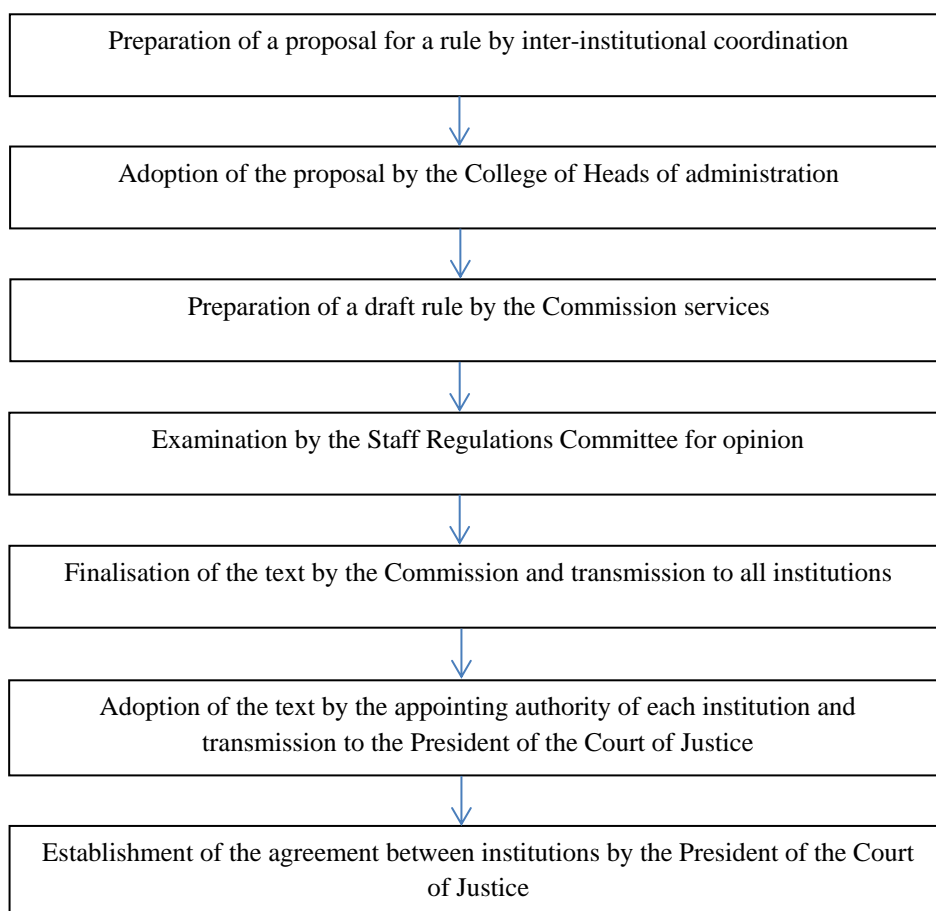 Preparation of a proposal for a rule by inter-institutional coordination
Adoption of the proposal by the College of Heads of administration
Preparation of a draft rule by the Commission services
Examination by the Staff Regulations Committee for opinion
Finalisation of the text by the Commission and transmission to all institutions
Adoption of the text by the appointing authority of each institution and
transmission to the President of the Court of Justice
Establishment of the agreement between institutions by the President of the Court
of Justice